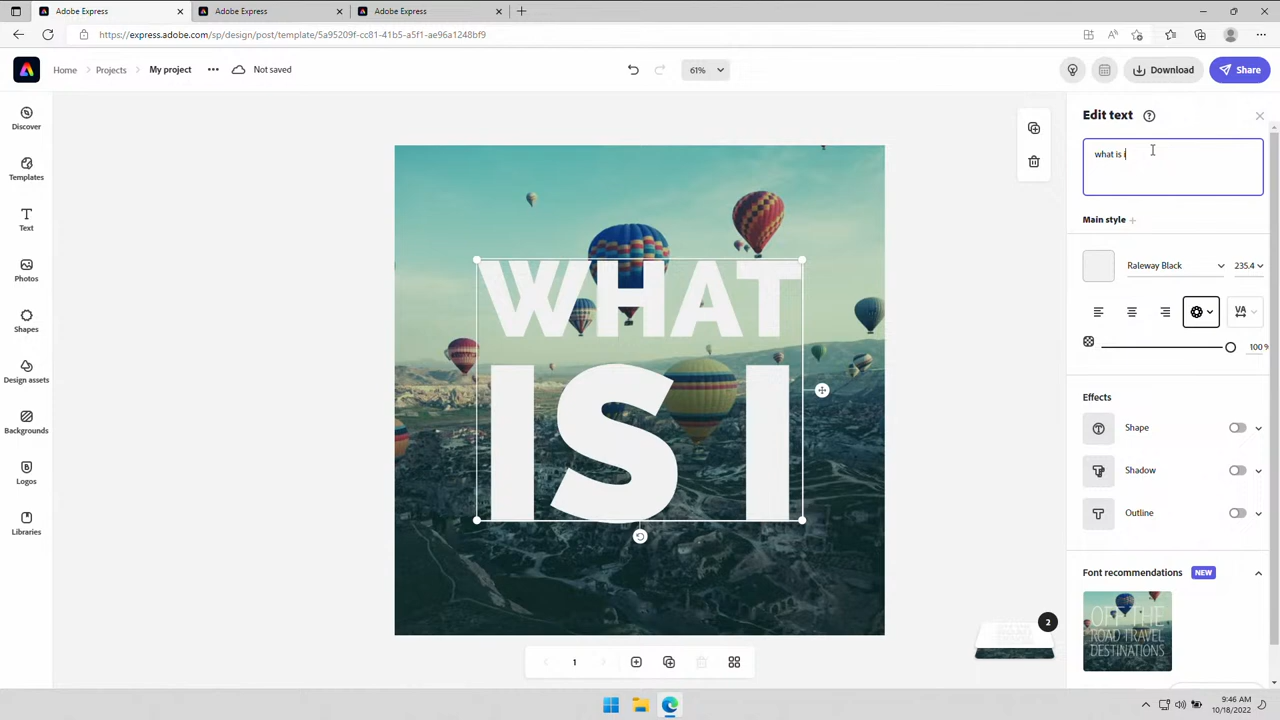 Adobe Express
Adobe Express
Adobe Express
https://express.adobe.com/sp/design/post/template/5a95209f-cc81-41b5-a5f1-ae96a1248bf9
Home
Projects
My project
Not saved
61%
Download
Share
Discover
Templates
Text
Photos
Shapes
Design assets
Backgrounds
Logos
Libraries
WHAT
IS I
1
2
Edit text
what is i
Main style
Raleway Black
235.4
VA
100 %
Effects
Shape
Shadow
Outline
Font recommendations NEW
OFF THE
ROAD TRAVEL
DESTINATIONS
9:46 AM
10/18/2022